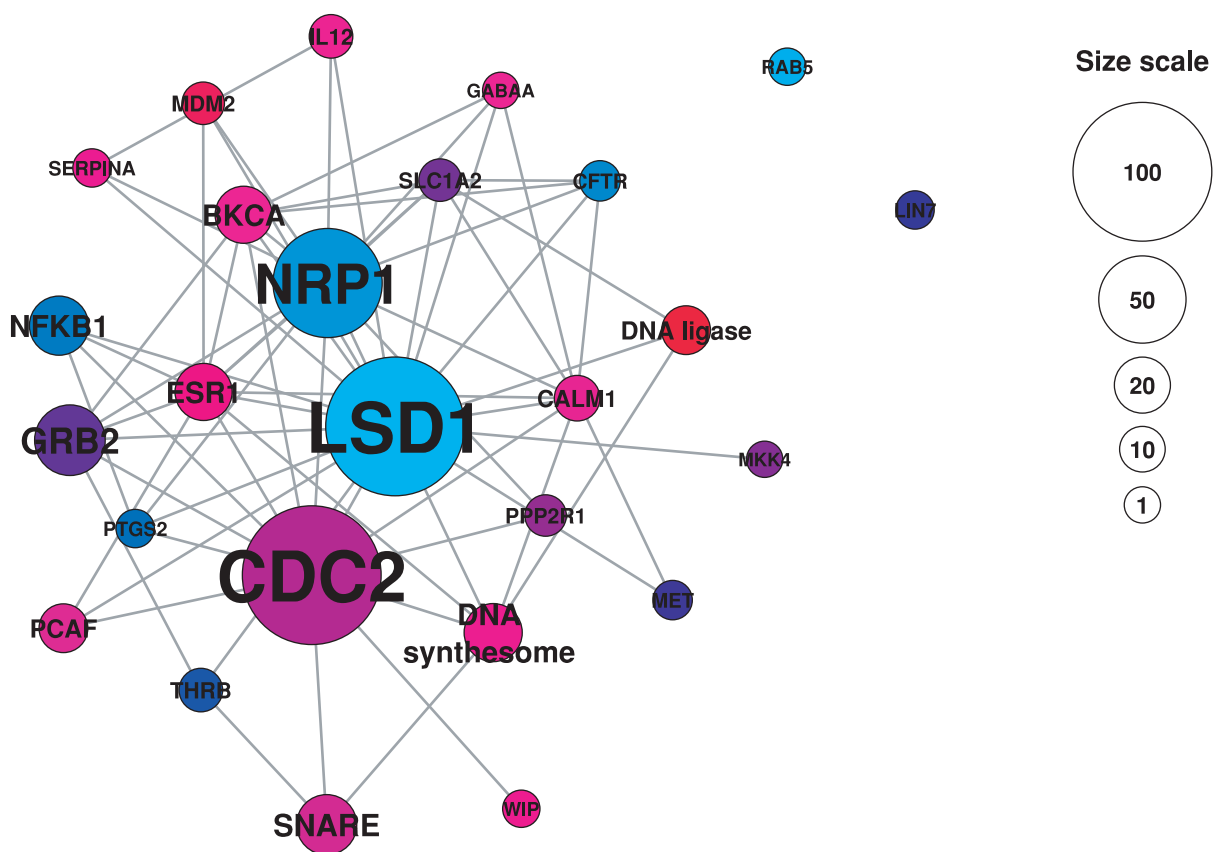 IL12
RAB5
Size scale
GABAA
MDM2
SERPINA
SLC1A2
CFTR
100
BKCA
LIN7
NRP1
50
NFKB1
DNA ligase
ESR1
CALM1
20
LSD1
GRB2
10
MKK4
1
PTGS2
PPP2R1
CDC2
MET
PCAF
DNA
synthesome
THRB
WIP
SNARE